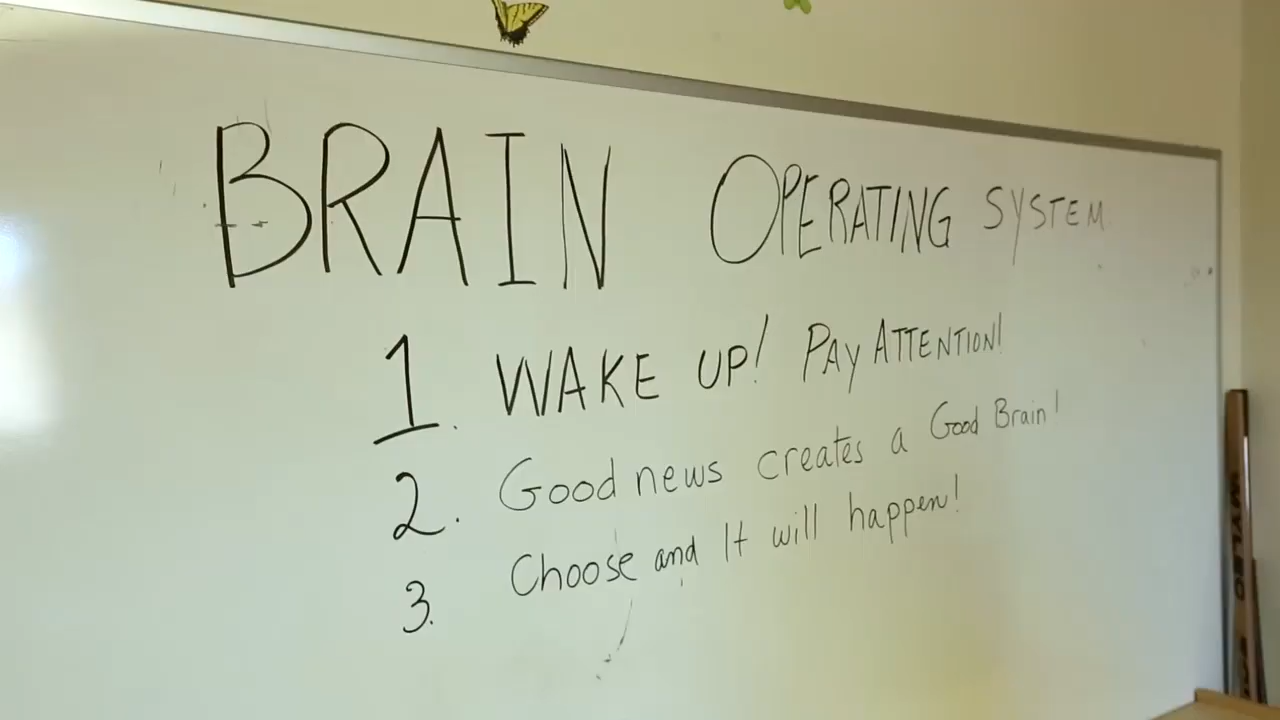 BRAIN OPERATING SYSTEM
1. WAKE UP! PAY ATTENTION!
2. Good news creates a Good Brain!
3. Choose and It will happen!